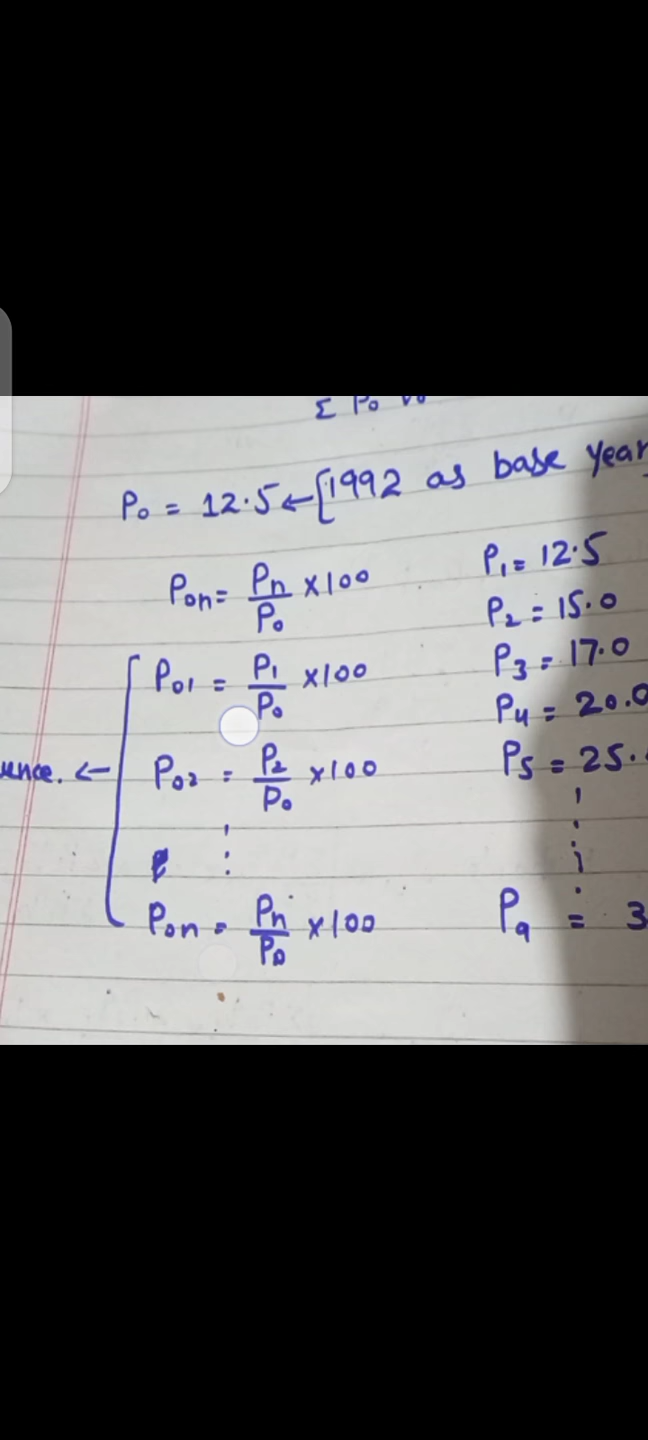 Σ P₀
P₀ = 12.5 ← [1992 as base year
P₀n = Pn/P₀ × 100
P₁ = 12.5
P₂ = 15.0
P₀₁ = P₁/P₀ × 100
P₃ = 17.0
P₄ = 20.0
← P₀₂ = P₂/P₀ × 100
P₅ = 25.
P₀n = Pn/P₀ × 100
P₉ = 3